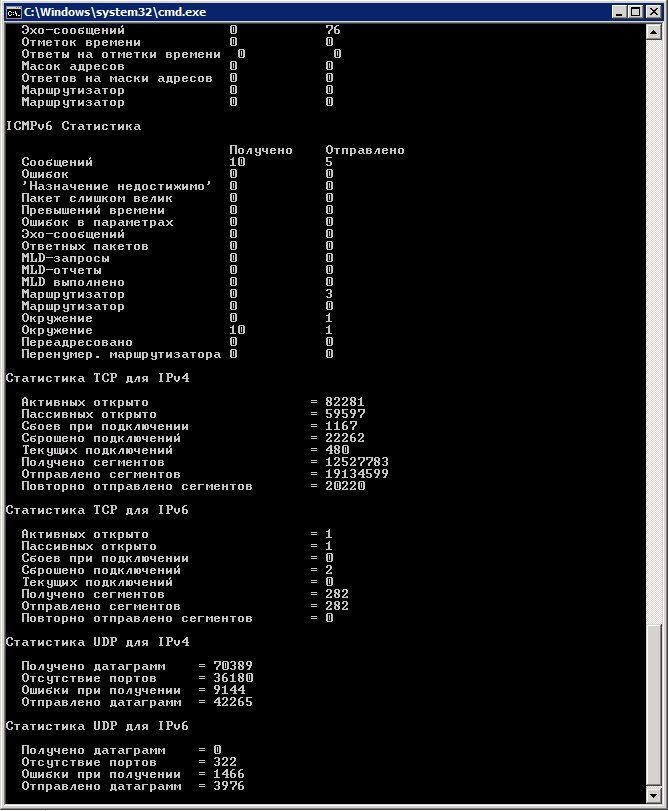 C:\Windows\system32\cmd.exe
Эхо-сообщений 0 76
Отметок времени 0 0
Ответы на отметки времени 0 0
Масок адресов 0 0
Ответов на маски адресов 0 0
Маршрутизатор 0 0
Маршрутизатор 0 0
ICMPv6 Статистика
Получено Отправлено
Сообщений 10 5
Ошибок 0 0
'Назначение недостижимо' 0 0
Пакет слишком велик 0 0
Превышений времени 0 0
Ошибок в параметрах 0 0
Эхо-сообщений 0 0
Ответных пакетов 0 0
MLD-запросы 0 0
MLD-отчеты 0 0
MLD выполнено 0 0
Маршрутизатор 0 3
Маршрутизатор 0 0
Окружение 0 1
Окружение 10 1
Переадресовано 0 0
Перенумер. маршрутизатора 0 0
Статистика TCP для IPv4
Активных открыто = 82281
Пассивных открыто = 59597
Сбоев при подключении = 1167
Сброшено подключений = 22262
Текущих подключений = 480
Получено сегментов = 12527783
Отправлено сегментов = 19134599
Повторно отправлено сегментов = 20220
Статистика TCP для IPv6
Активных открыто = 1
Пассивных открыто = 1
Сбоев при подключении = 0
Сброшено подключений = 2
Текущих подключений = 0
Получено сегментов = 282
Отправлено сегментов = 282
Повторно отправлено сегментов = 0
Статистика UDP для IPv4
Получено датаграмм = 70389
Отсутствие портов = 36180
Ошибки при получении = 9144
Отправлено датаграмм = 42265
Статистика UDP для IPv6
Получено датаграмм = 0
Отсутствие портов = 322
Ошибки при получении = 1466
Отправлено датаграмм = 3976